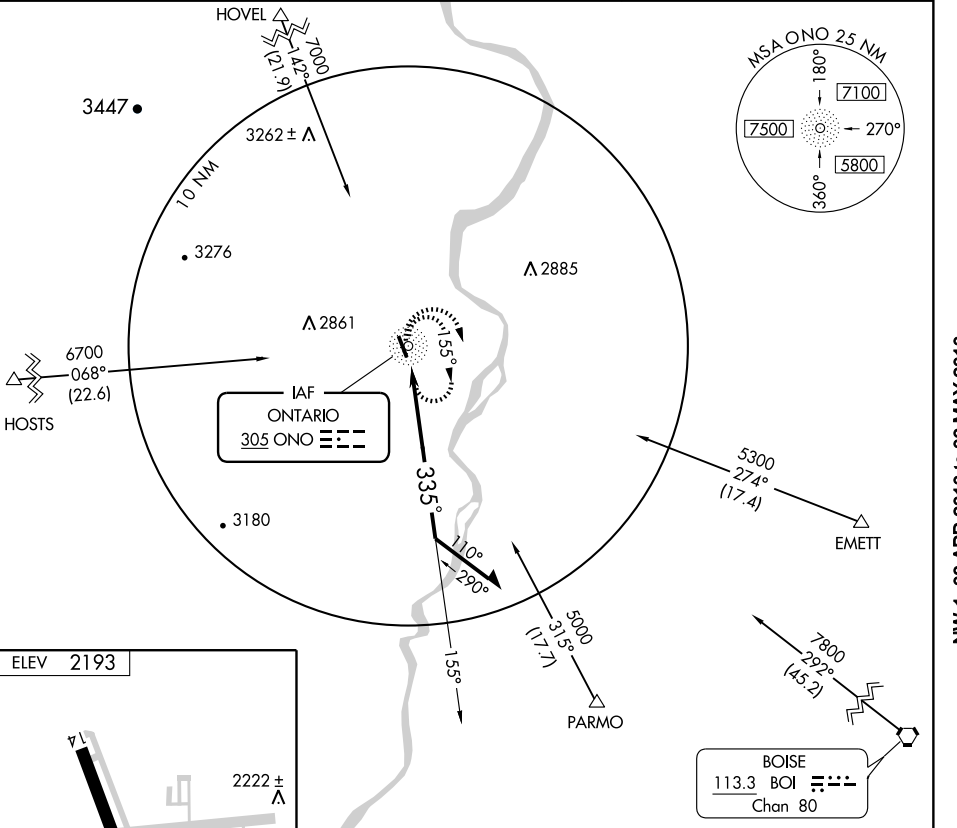 HOVEL
7000
142°
(21.9)
MSA ONO 25 NM
180°
7100
7500
270°
5800
360°
3447
3262 ±
10 NM
3276
2885
2861
155°
6700
068°
(22.6)
HOSTS
IAF
ONTARIO
305 ONO
335°
5300
274°
(17.4)
EMETT
3180
110°
290°
5000
315°
(17.7)
PARMO
155°
7800
292°
(45.2)
BOISE
113.3 BOI
Chan 80
ELEV 2193
14
2222 ±